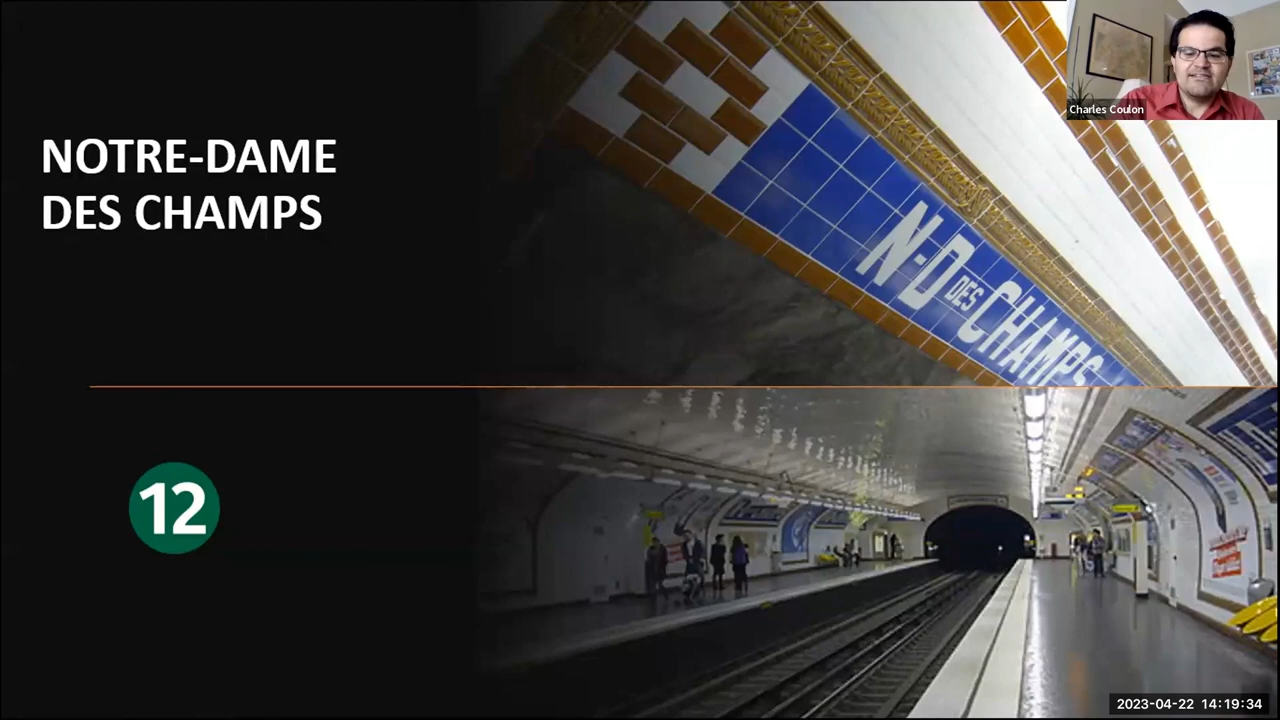 NOTRE-DAME
DES CHAMPS
N-D DES CHAMPS
Charles Coulon
12
2023-04-22 14:19:34